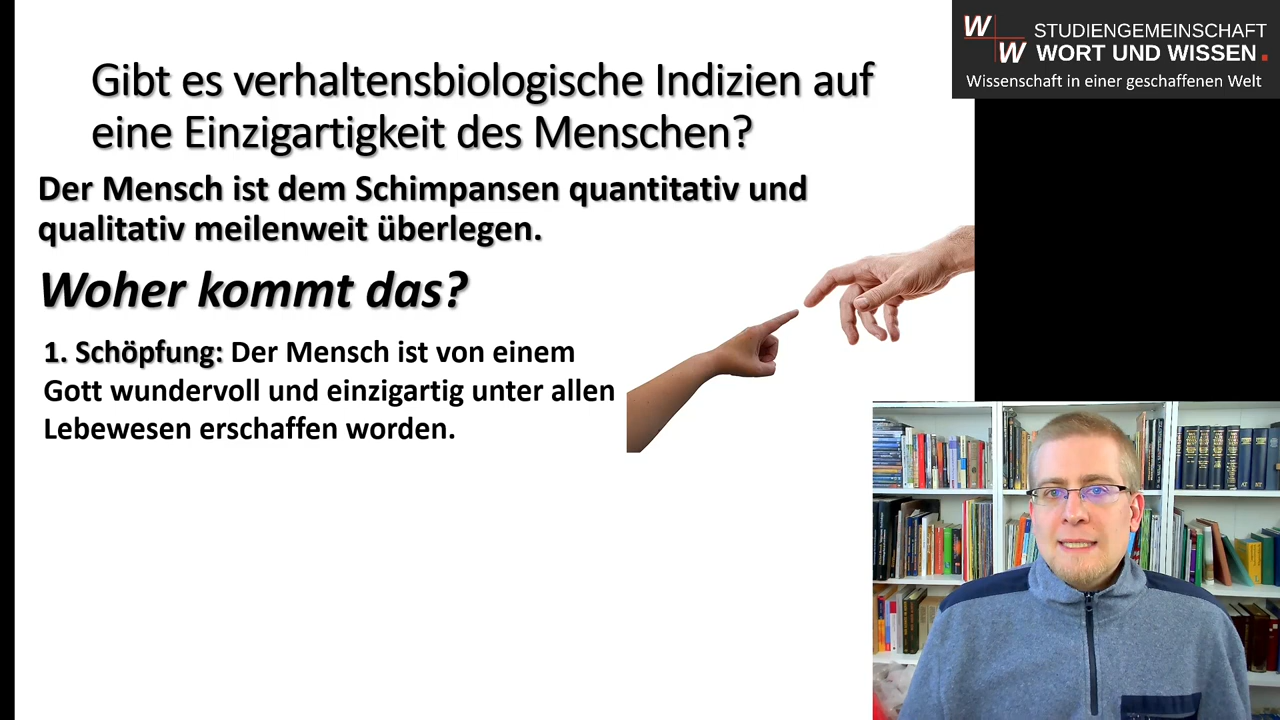 Gibt es verhaltensbiologische Indizien auf
eine Einzigartigkeit des Menschen?
Der Mensch ist dem Schimpansen quantitativ und
qualitativ meilenweit überlegen.
Woher kommt das?
1. Schöpfung: Der Mensch ist von einem
Gott wundervoll und einzigartig unter allen
Lebewesen erschaffen worden.
W
W
STUDIENGEMEINSCHAFT
WORT UND WISSEN.
Wissenschaft in einer geschaffenen Welt